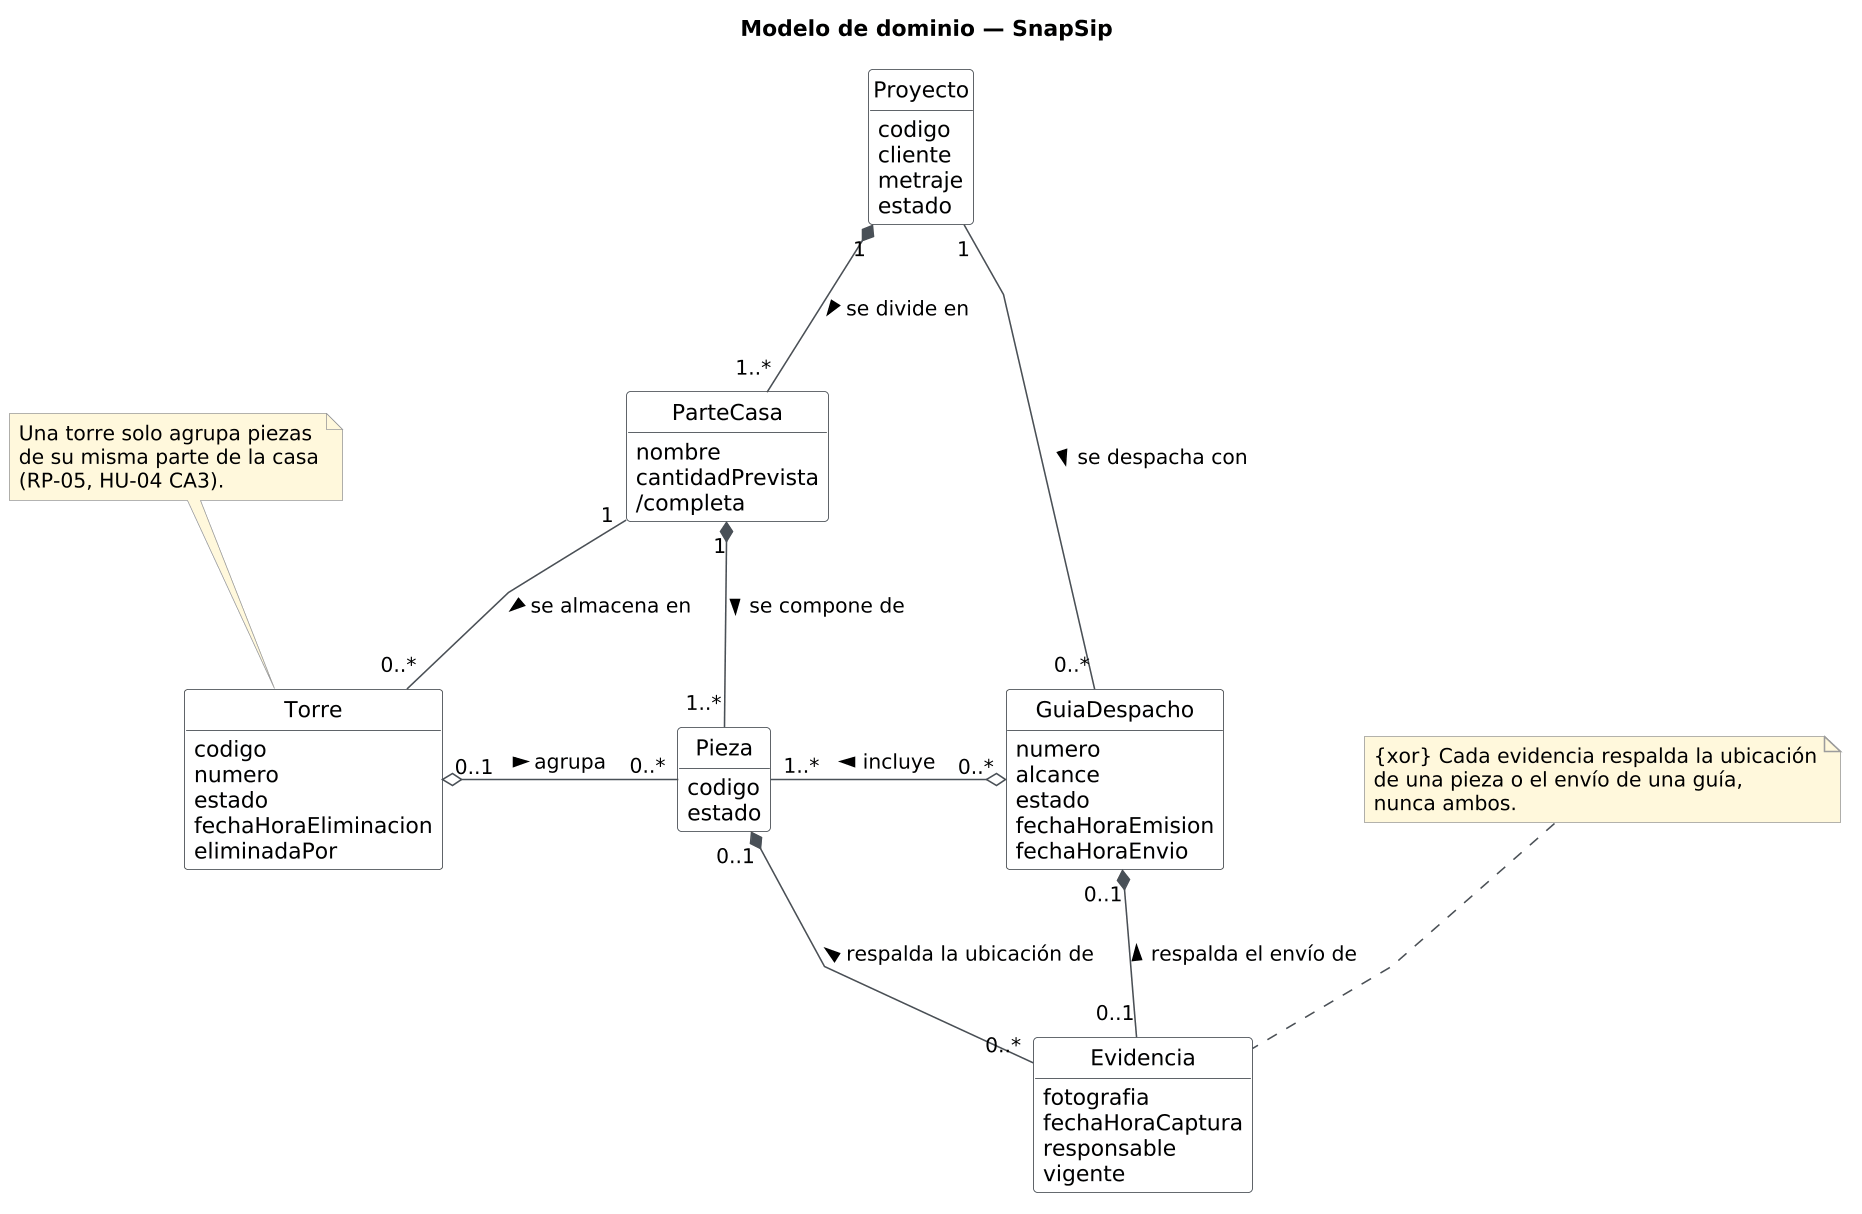 Modelo de dominio — SnapSip
Proyecto
codigo
cliente
metraje
estado
1
1
se divide en
1..*
ParteCasa
nombre
cantidadPrevista
/completa
Una torre solo agrupa piezas
de su misma parte de la casa
(RP-05, HU-04 CA3).
se despacha con
1
1
se almacena en
se compone de
0..*
1..*
0..*
Torre
codigo
numero
estado
fechaHoraEliminacion
eliminadaPor
0..1
agrupa
0..*
Pieza
codigo
estado
1..*
incluye
0..*
GuiaDespacho
numero
alcance
estado
fechaHoraEmision
fechaHoraEnvio
{xor} Cada evidencia respalda la ubicación
de una pieza o el envío de una guía,
nunca ambos.
0..1
0..1
respalda la ubicación de
respalda el envío de
0..1
0..*
Evidencia
fotografia
fechaHoraCaptura
responsable
vigente